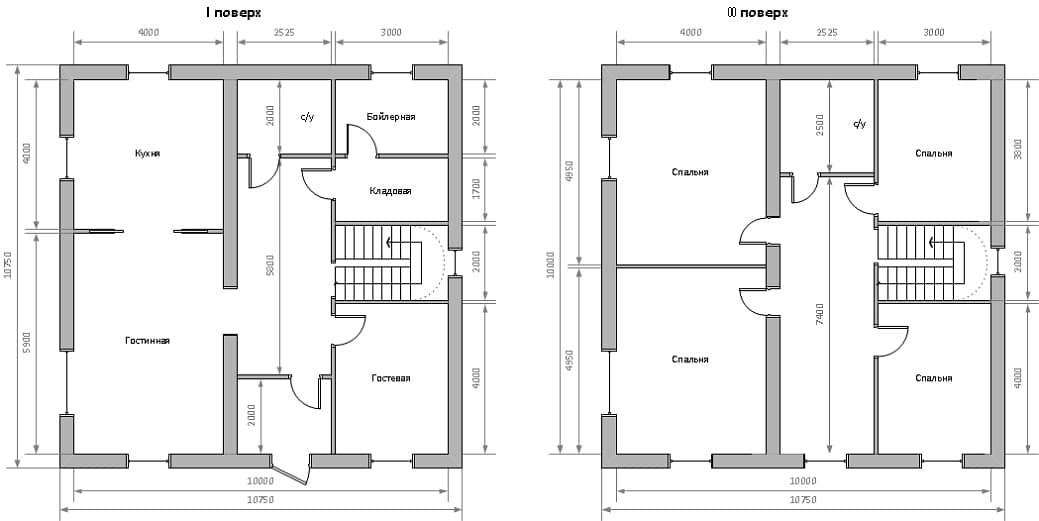 I поверх
4000
2525
3000
2000
с/у
Бойлерная
2000
4000
Кухня
Кладовая
1700
10750
5800
2000
5900
Гостинная
Гостевая
4000
2000
10000
10750
II поверх
4000
2525
3000
2500
с/у
3800
4950
Спальня
Спальня
10000
2000
7400
4950
Спальня
Спальня
4000
10000
10750